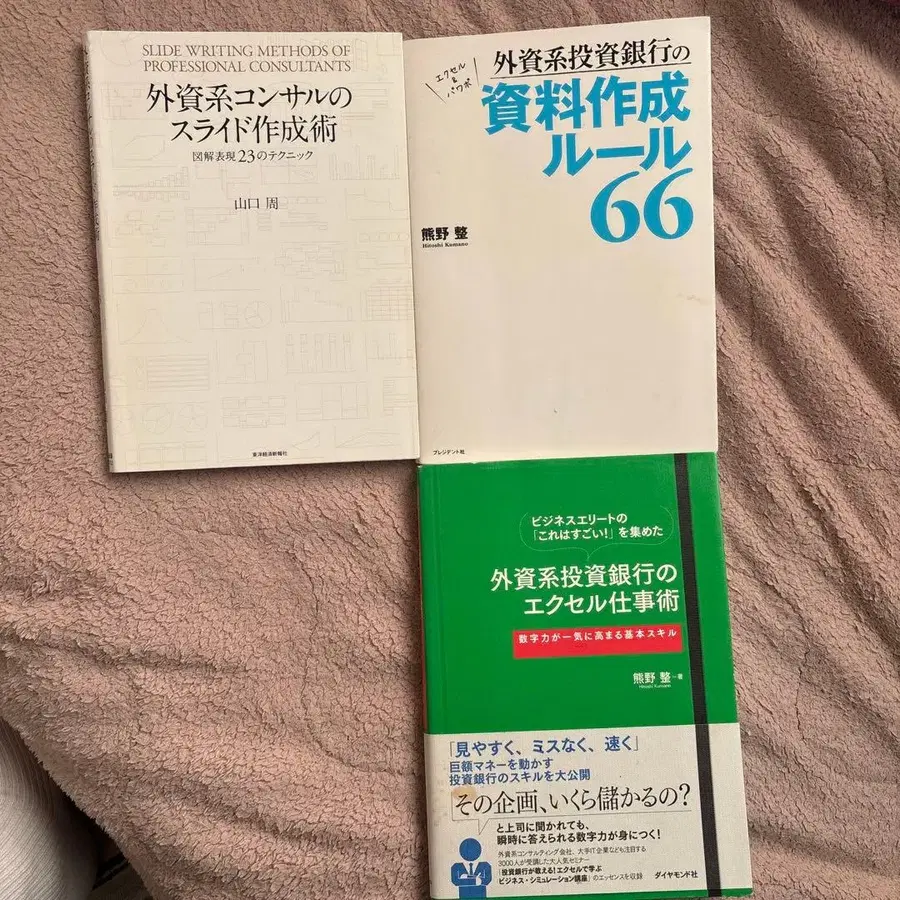 SLIDE WRITING METHODS OF
PROFESSIONAL CONSULTANTS
外資系コンサルの
スライド作成術
図解表現23のテクニック
山口 周
東洋経済新報社
エクセル
&
パワポ
外資系投資銀行の
資料作成
ルール
66
熊野 整
Hitoshi Kumano
プレジデント社
ビジネスエリートの
「これはすごい!」を集めた
外資系投資銀行の
エクセル仕事術
数字力が一気に高まる基本スキル
熊野 整-著
Hitoshi Kumano
「見やすく、ミスなく、速く」
巨額マネーを動かす
投資銀行のスキルを大公開
「その企画、いくら儲かるの?」
と上司に聞かれても、
瞬時に答えられる数字力が身につく!
外資系コンサルティング会社、大手IT企業なども注目する
3000人が受講した大人気セミナー
「投資銀行が教える!エクセルで学ぶ
ビジネス・シミュレーション講座」のエッセンスを収録
ダイヤモンド社